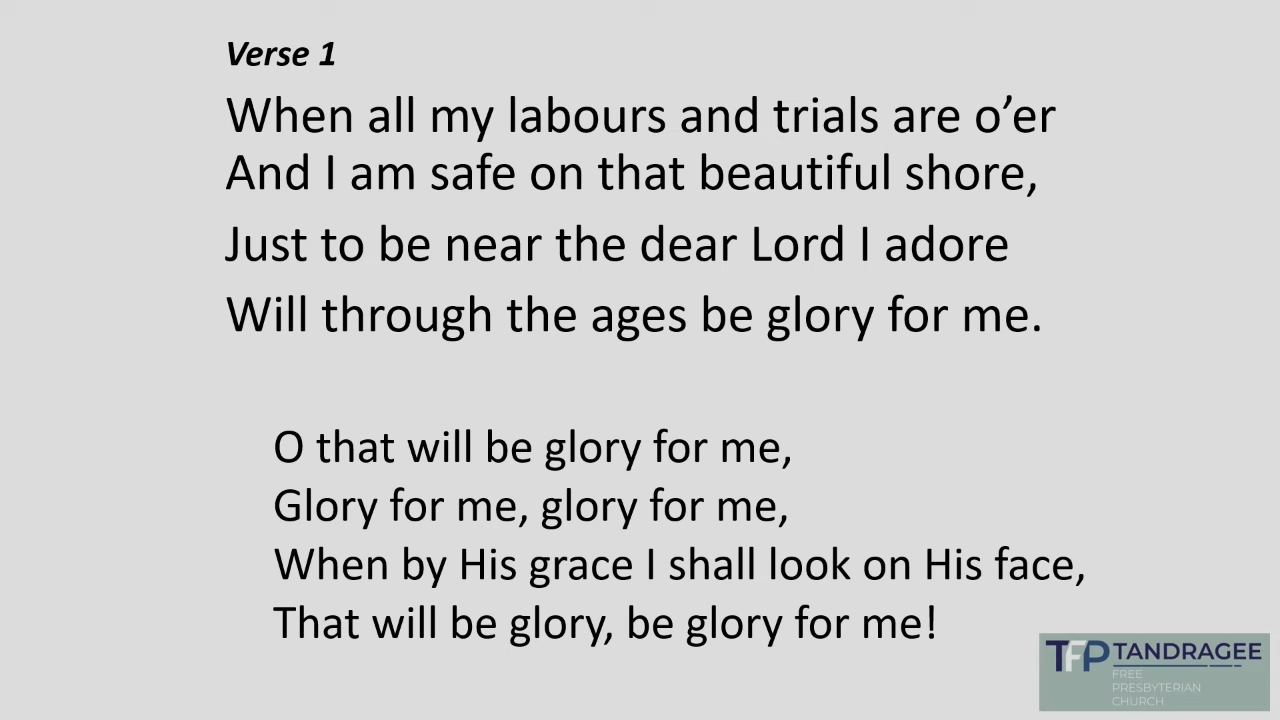 Verse 1
When all my labours and trials are o’er
And I am safe on that beautiful shore,
Just to be near the dear Lord I adore
Will through the ages be glory for me.
O that will be glory for me,
Glory for me, glory for me,
When by His grace I shall look on His face,
That will be glory, be glory for me!
TFP TANDRAGEE
FREE
PRESBYTERIAN
CHURCH